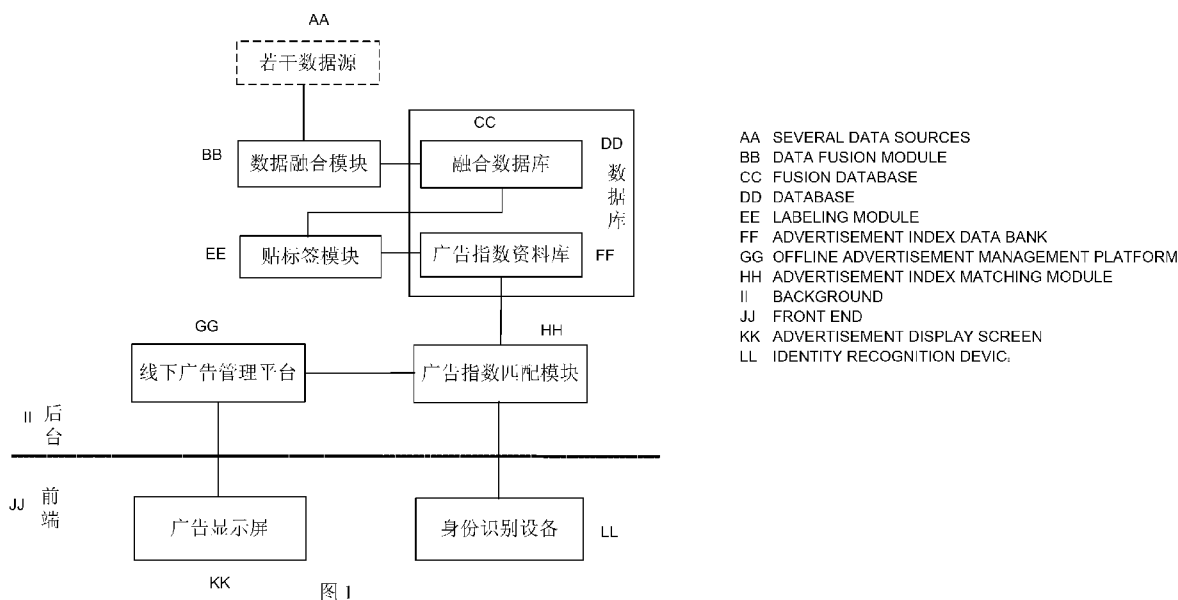 AA
若干数据源
CC
BB
数据融合模块
融合数据库
DD
数据库
EE
贴标签模块
广告指数资料库
FF
GG
HH
线下广告管理平台
广告指数匹配模块
II
后台
JJ
前端
广告显示屏
身份识别设备
LL
KK
图1
AA SEVERAL DATA SOURCES
BB DATA FUSION MODULE
CC FUSION DATABASE
DD DATABASE
EE LABELING MODULE
FF ADVERTISEMENT INDEX DATA BANK
GG OFFLINE ADVERTISEMENT MANAGEMENT PLATFORM
HH ADVERTISEMENT INDEX MATCHING MODULE
II BACKGROUND
JJ FRONT END
KK ADVERTISEMENT DISPLAY SCREEN
LL IDENTITY RECOGNITION